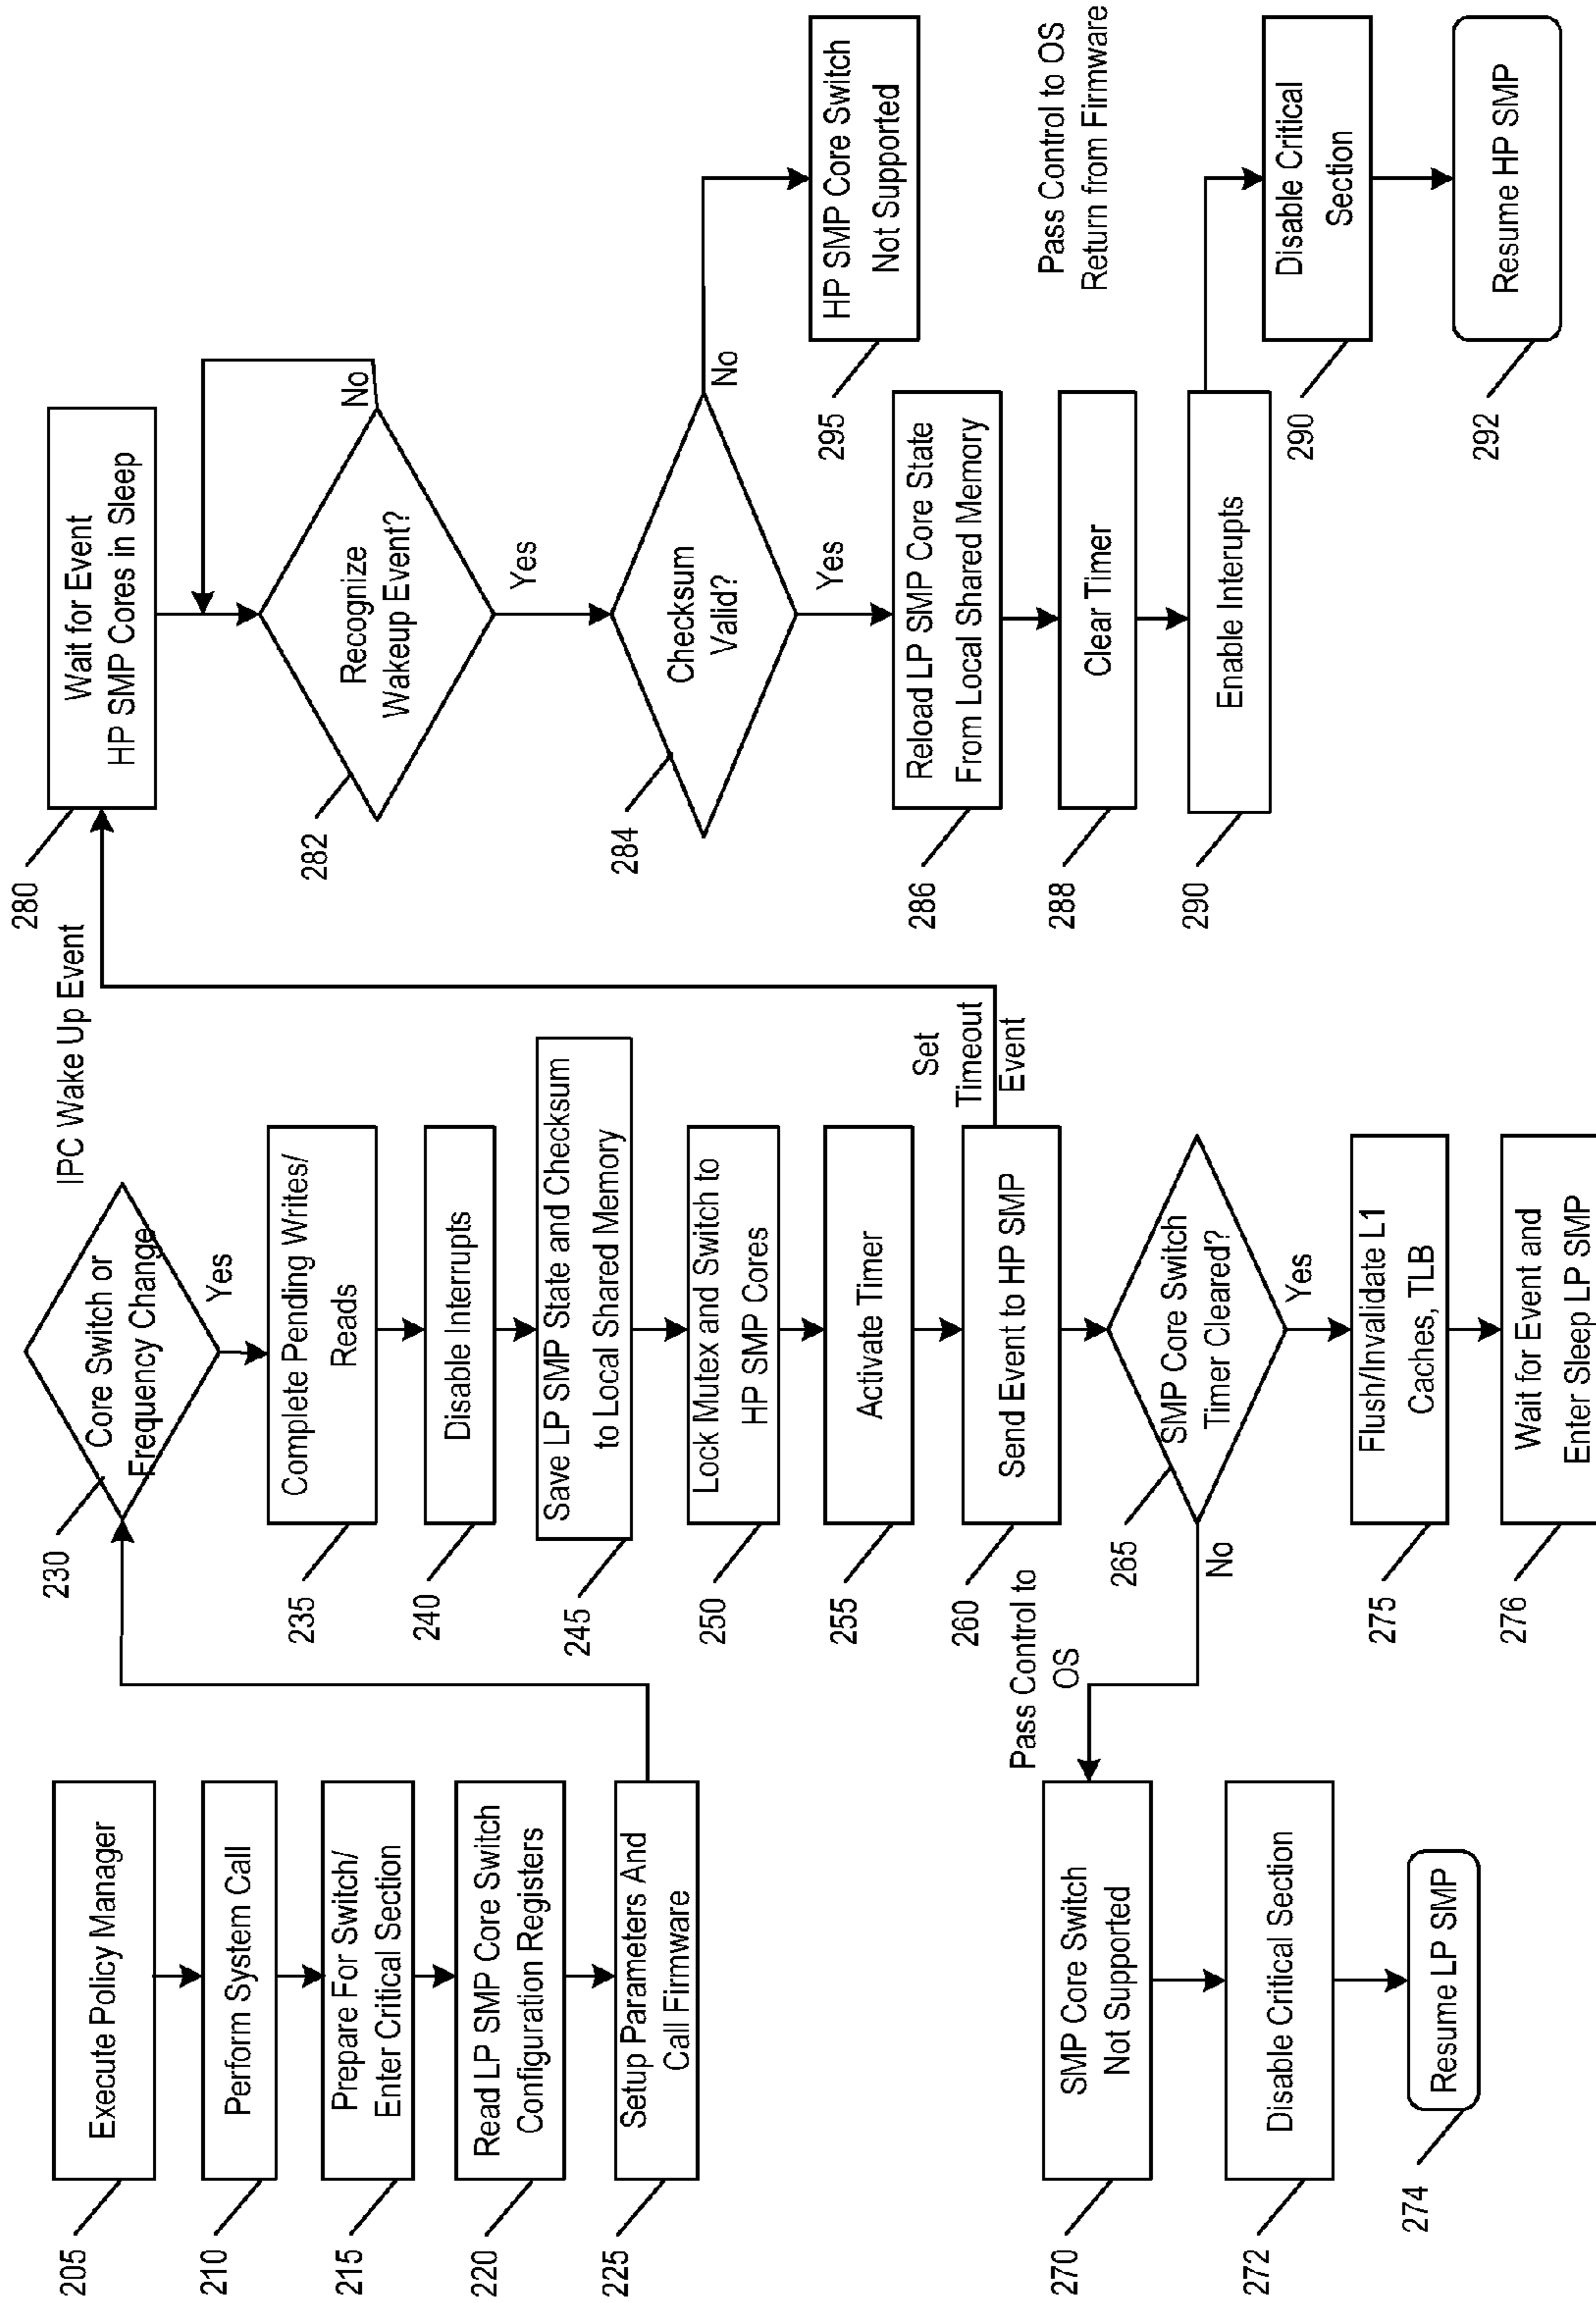 205
Execute Policy Manager
210
Perform System Call
215
Prepare For Switch/
Enter Critical Section
220
Read LP SMP Core Switch
Configuration Registers
225
Setup Parameters And
Call Firmware
230
Core Switch or
Frequency Change
Yes
235
Complete Pending Writes/
Reads
240
Disable Interrupts
245
Save LP SMP State and Checksum
to Local Shared Memory
250
Lock Mutex and Switch to
HP SMP Cores
255
Activate Timer
260
Send Event to HP SMP
Set
Timeout
Event
IPC Wake Up Event
265
SMP Core Switch
Timer Cleared?
No
Yes
Pass Control to
OS
270
SMP Core Switch
Not Supported
272
Disable Critical Section
274
Resume LP SMP
275
Flush/Invalidate L1
Caches, TLB
276
Wait for Event and
Enter Sleep LP SMP
280
Wait for Event
HP SMP Cores in Sleep
282
Recognize
Wakeup Event?
No
Yes
284
Checksum
Valid?
No
Yes
295
HP SMP Core Switch
Not Supported
286
Reload LP SMP Core State
From Local Shared Memory
288
Clear Timer
290
Enable Interupts
Pass Control to OS
Return from Firmware
290
Disable Critical
Section
292
Resume HP SMP